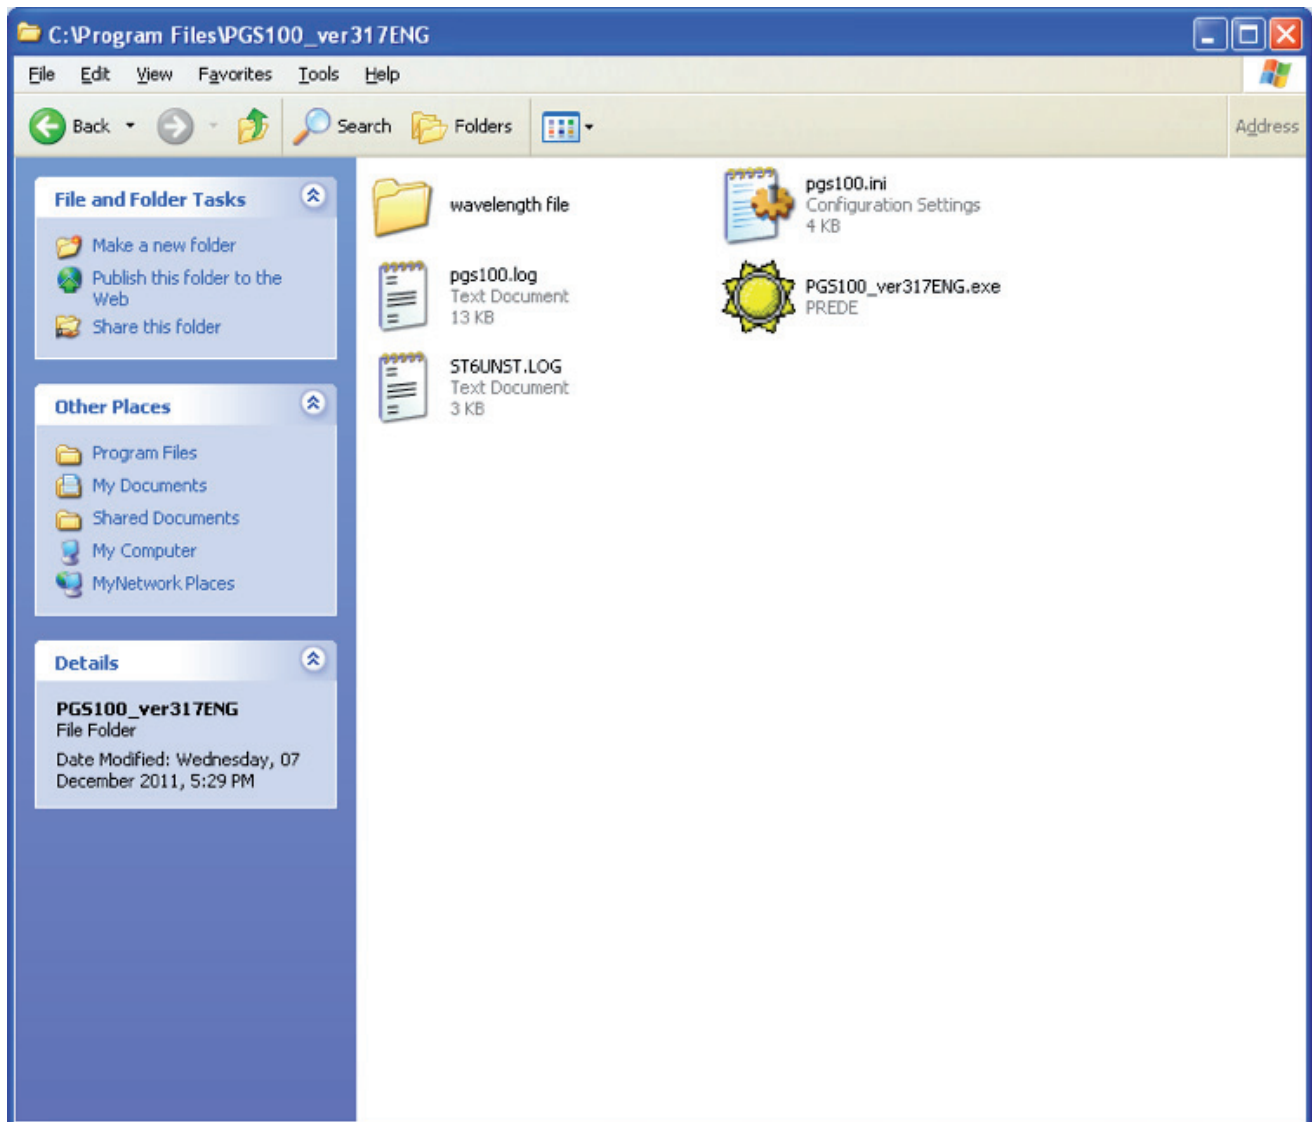 C:\Program Files\PGS100_ver317ENG
File Edit View Favorites Tools Help
Back Search Folders Address
File and Folder Tasks
Make a new folder
Publish this folder to the
Web
Share this folder
Other Places
Program Files
My Documents
Shared Documents
My Computer
MyNetwork Places
Details
PGS100_ver317ENG
File Folder
Date Modified: Wednesday, 07
December 2011, 5:29 PM
wavelength file
pgs100.ini
Configuration Settings
4 KB
pgs100.log
Text Document
13 KB
PGS100_ver317ENG.exe
PREDE
ST6UNST.LOG
Text Document
3 KB